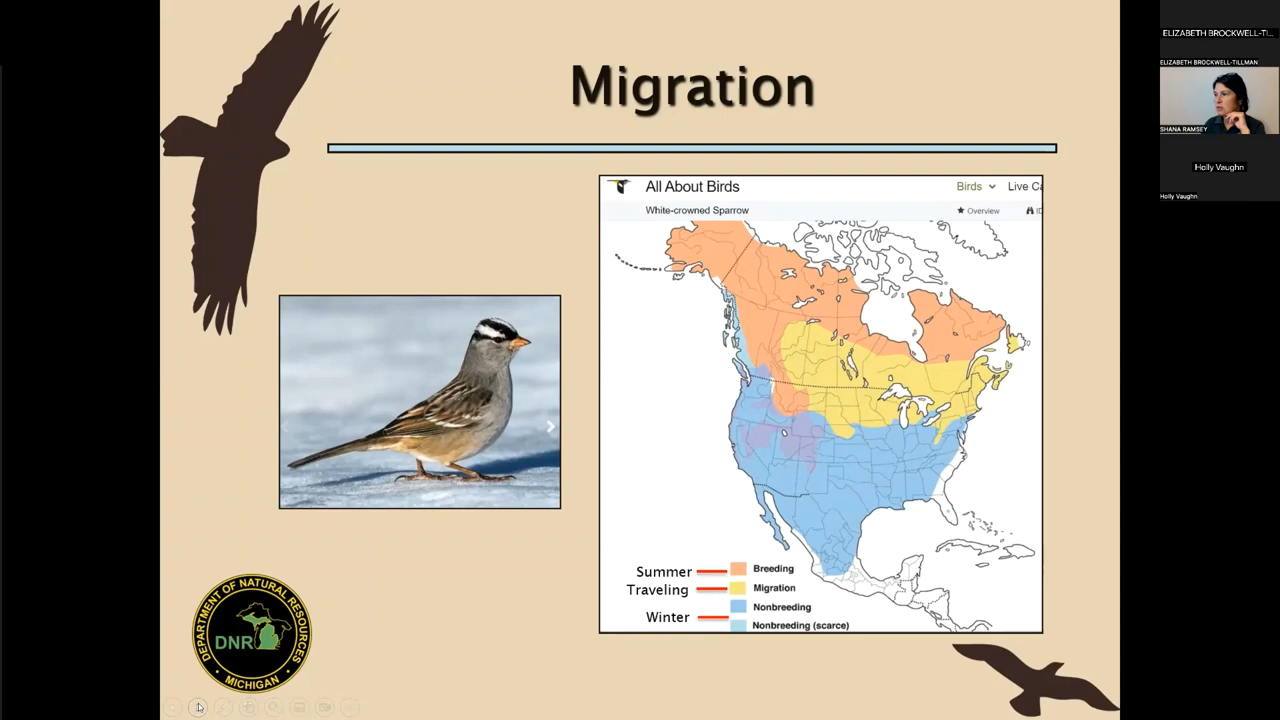 Migration
All About Birds
Birds
Live Ca
White-crowned Sparrow
Overview
ID
Summer
Breeding
Traveling
Migration
Nonbreeding
Winter
Nonbreeding (scarce)
DEPARTMENT OF NATURAL RESOURCES
DNR
MICHIGAN
ELIZABETH BROCKWELL-TI...
ELIZABETH BROCKWELL-TILLMAN
SHANA RAMSEY
Holly Vaughn
Holly Vaughn